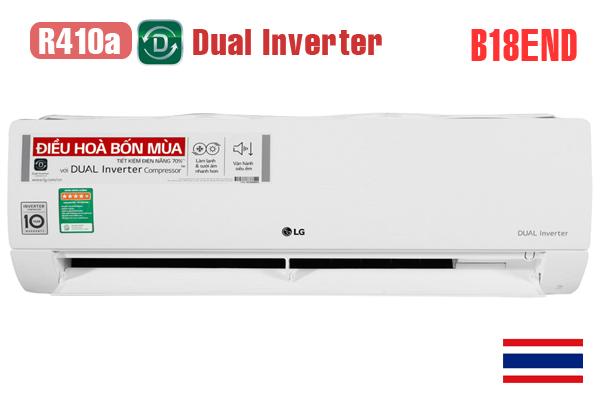 R410a
Dual Inverter
B18END
ĐIỀU HOÀ BỐN MÙA
TIẾT KIỆM ĐIỆN NĂNG 70%
với DUAL Inverter Compressor
Làm lạnh
& sưởi ấm
nhanh hơn
Vận hành
siêu êm
INVERTER
10
WARRANTY
LG
DUAL Inverter